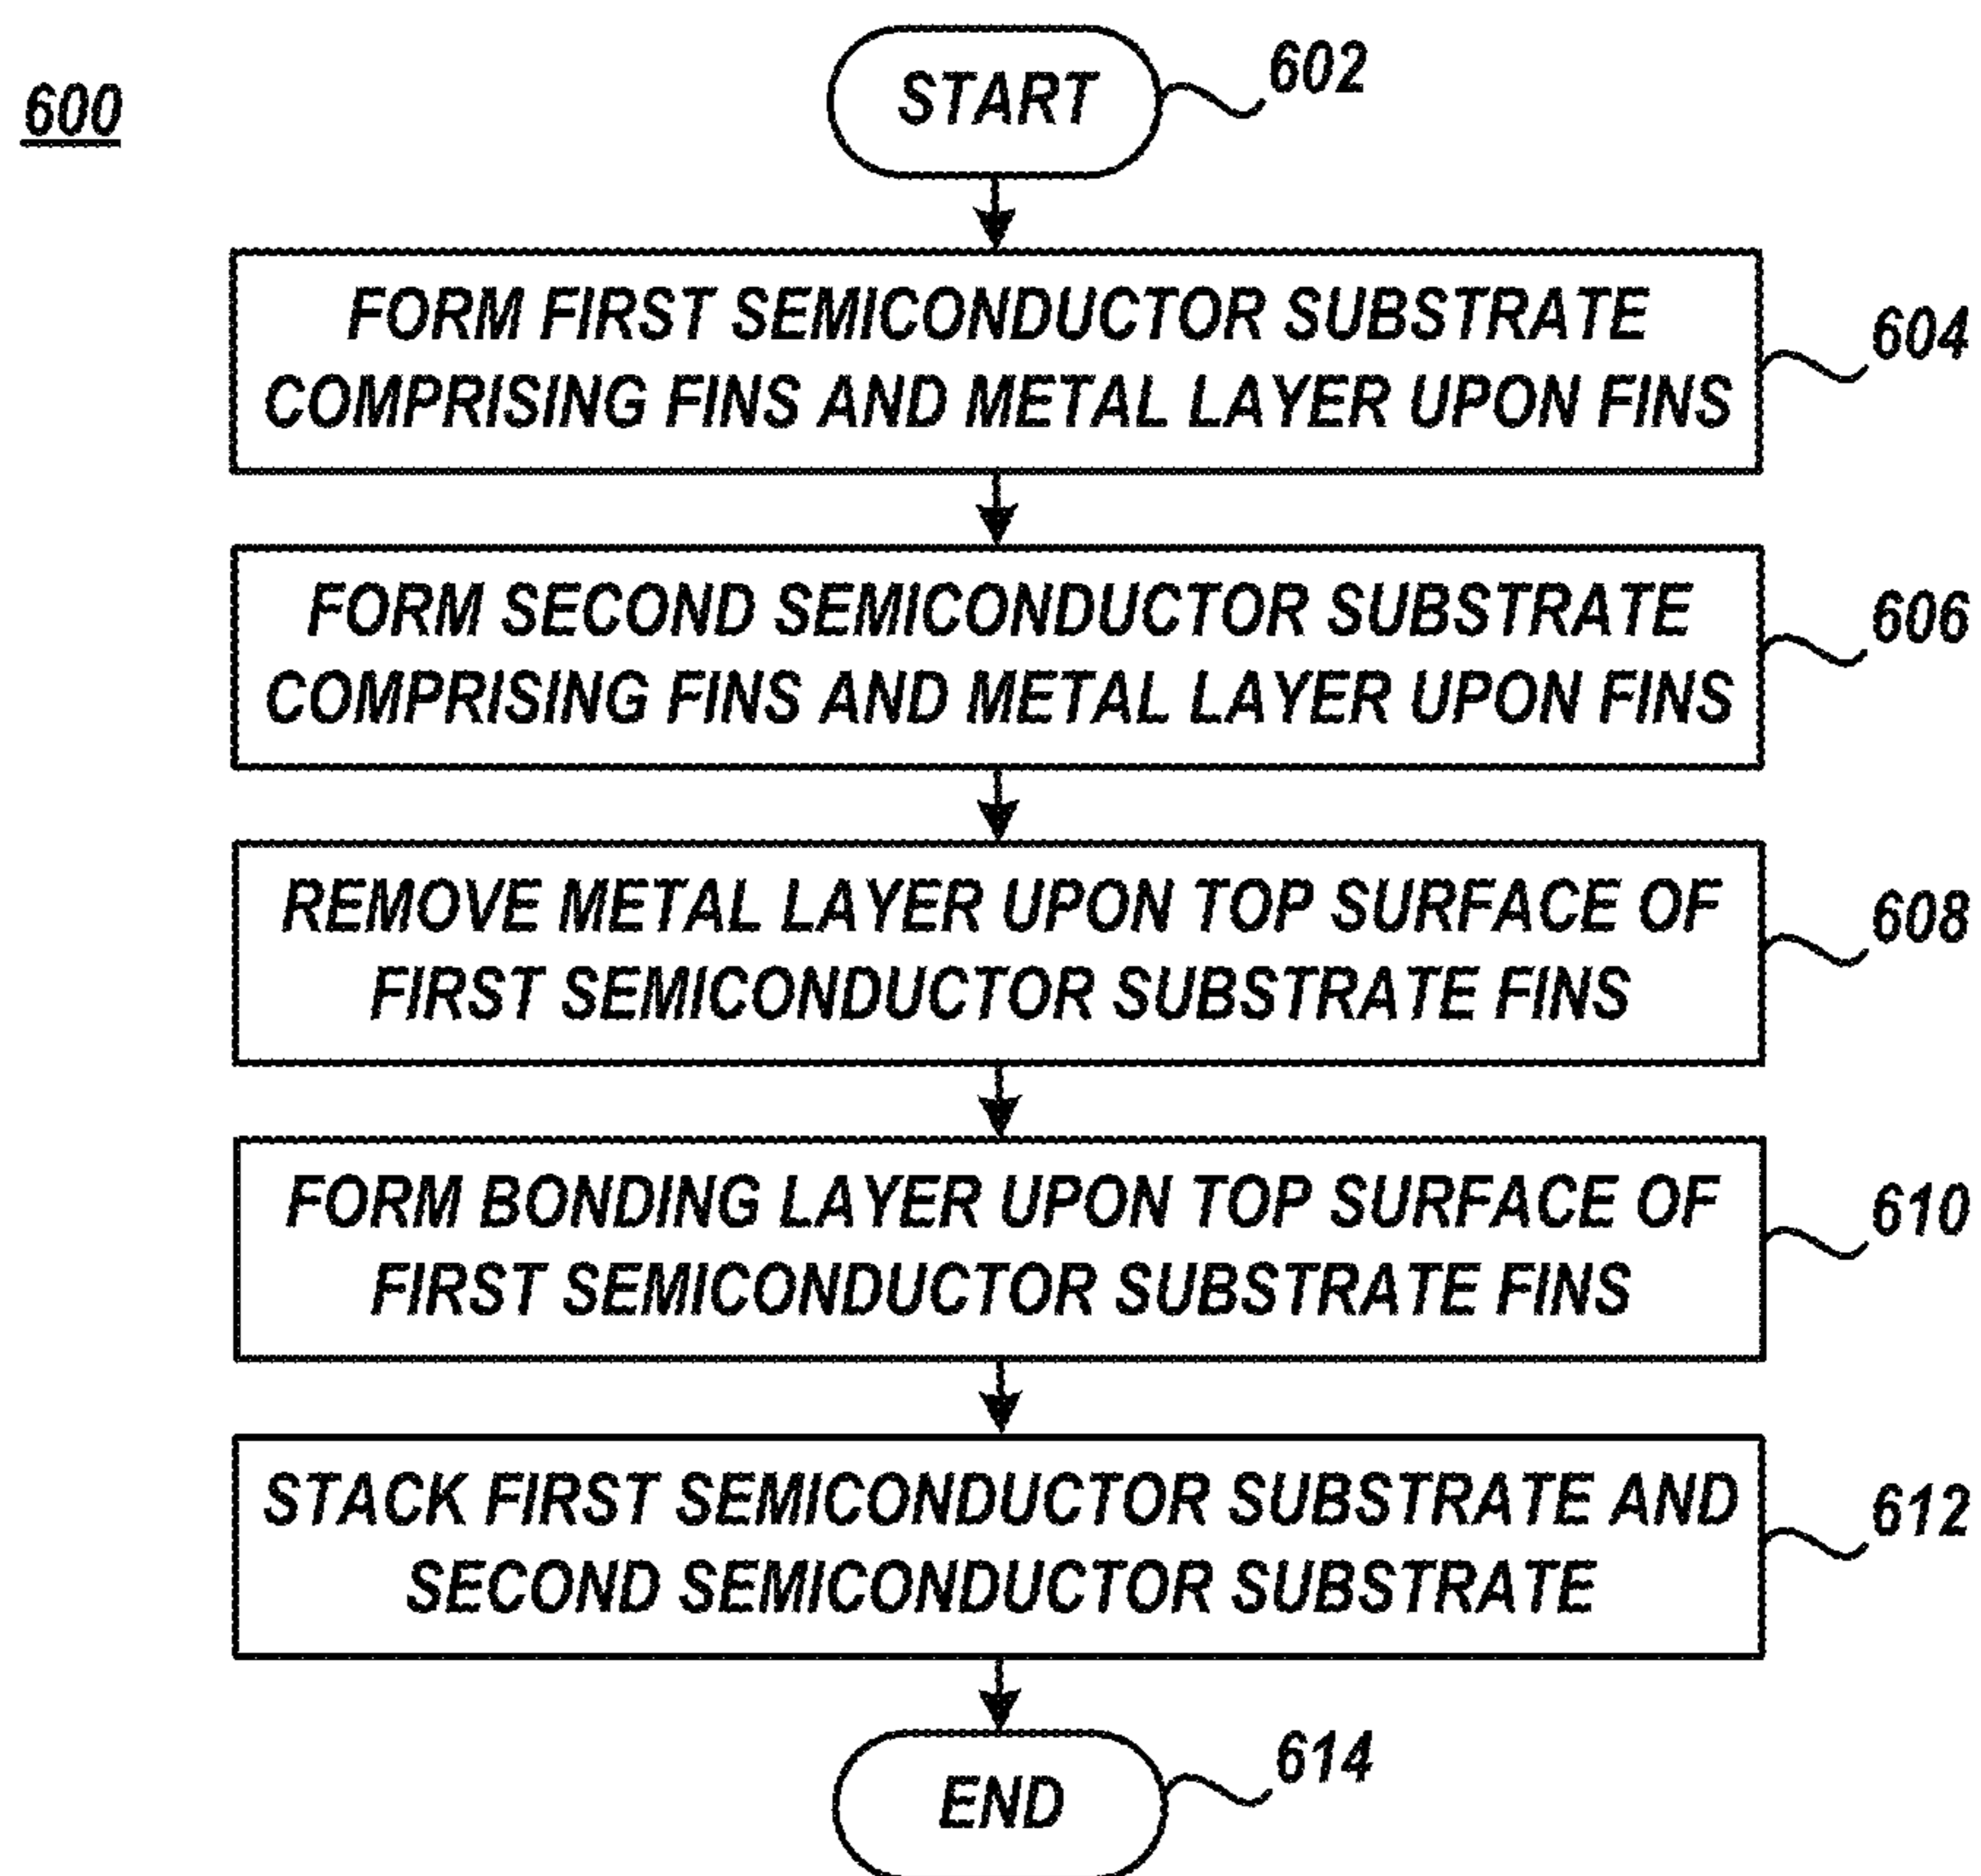 600
START
602
FORM FIRST SEMICONDUCTOR SUBSTRATE
COMPRISING FINS AND METAL LAYER UPON FINS
604
FORM SECOND SEMICONDUCTOR SUBSTRATE
COMPRISING FINS AND METAL LAYER UPON FINS
606
REMOVE METAL LAYER UPON TOP SURFACE OF
FIRST SEMICONDUCTOR SUBSTRATE FINS
608
FORM BONDING LAYER UPON TOP SURFACE OF
FIRST SEMICONDUCTOR SUBSTRATE FINS
610
STACK FIRST SEMICONDUCTOR SUBSTRATE AND
SECOND SEMICONDUCTOR SUBSTRATE
612
END
614